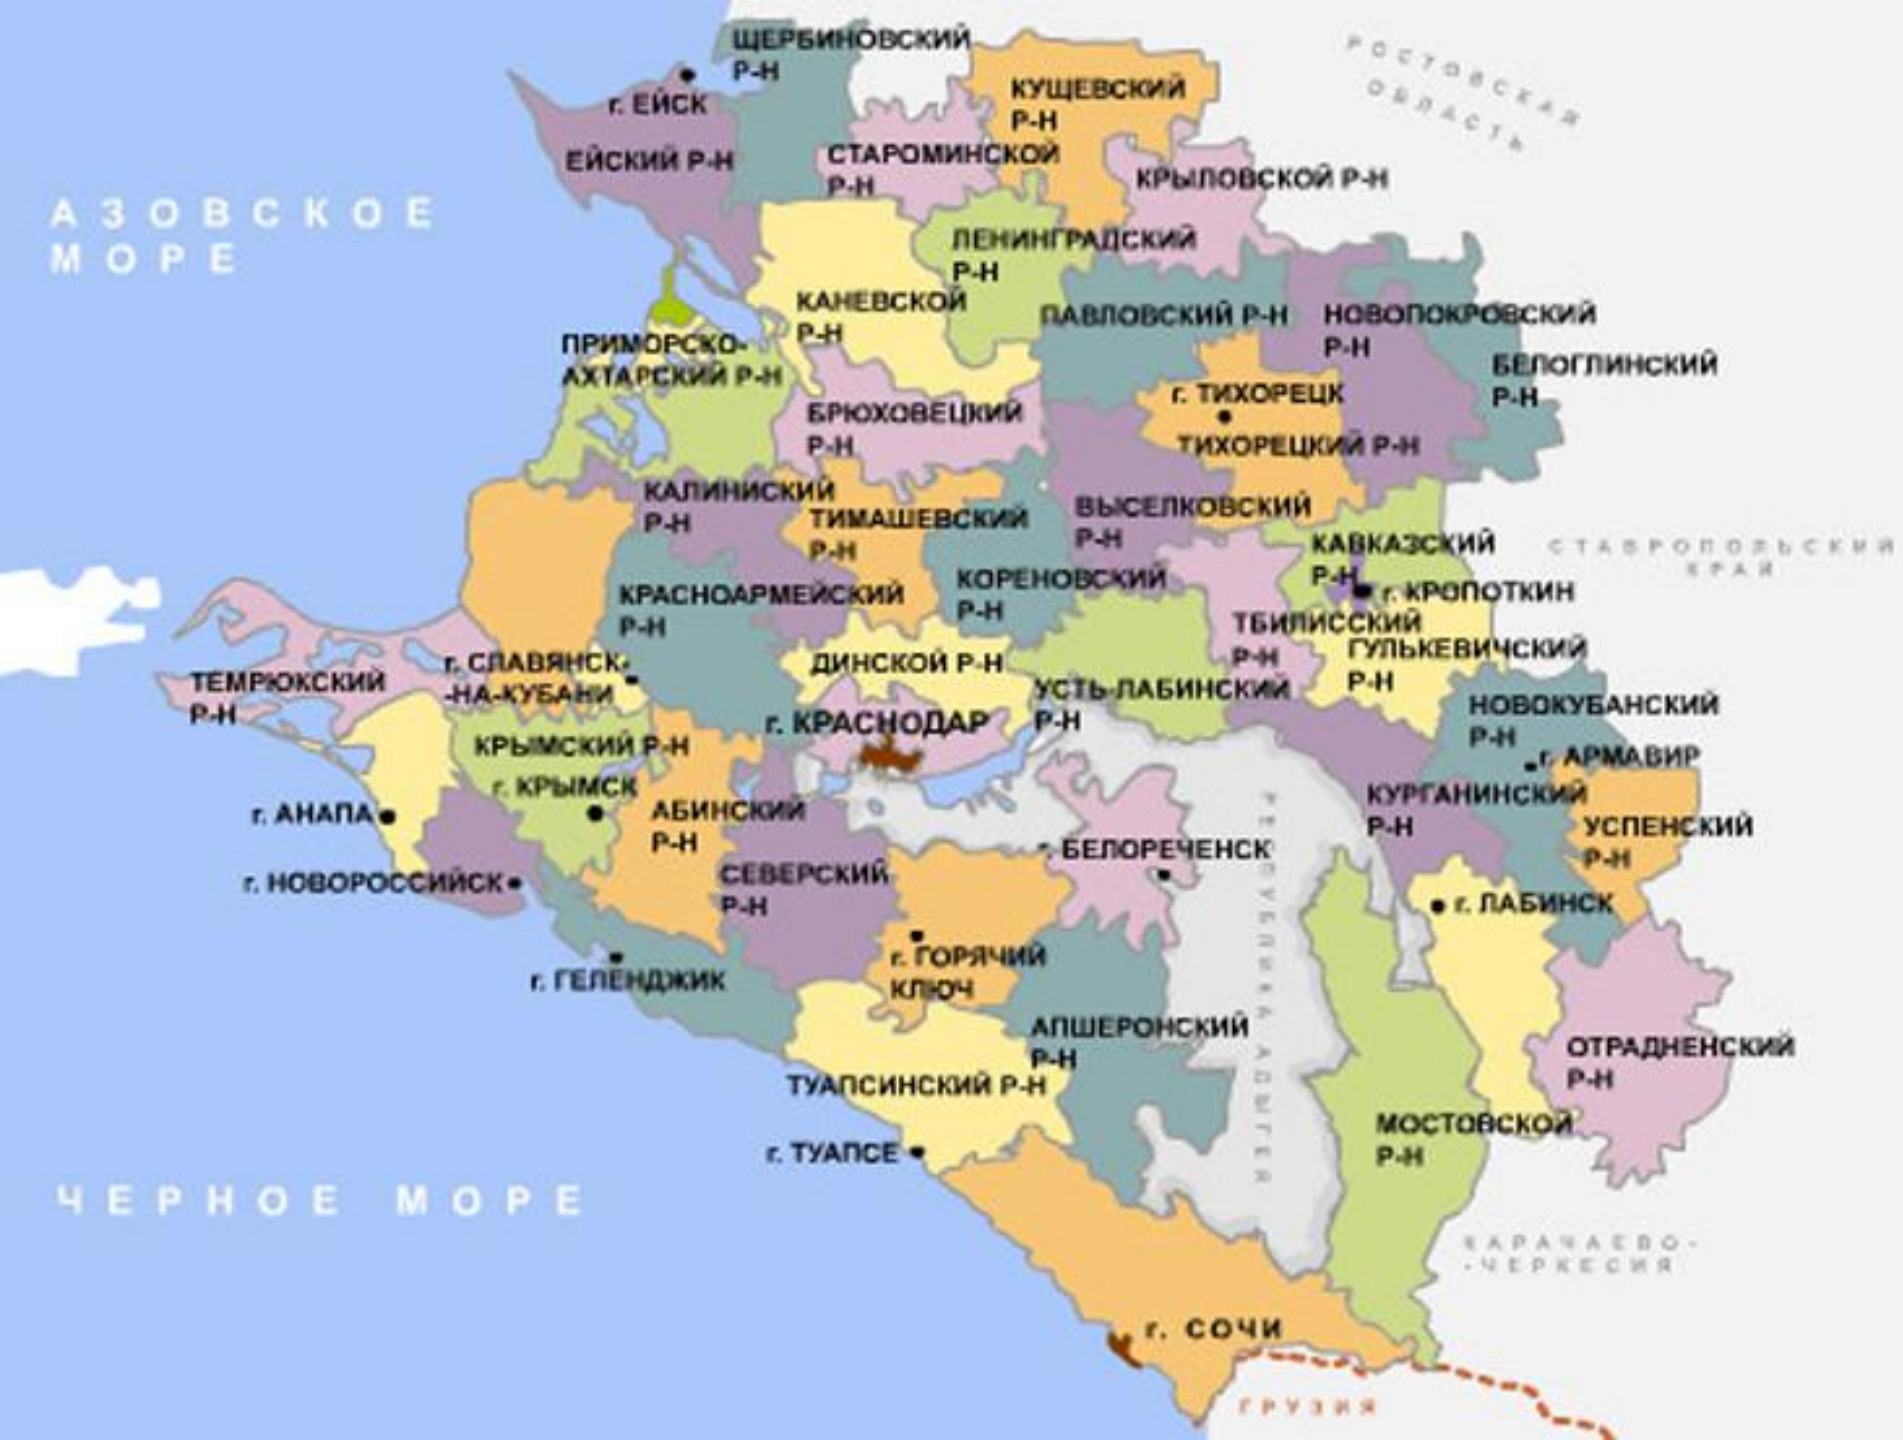 ЩЕРБИНОВСКИЙ
Р-Н
РОСТОВСКАЯ
ОБЛАСТЬ
г. ЕЙСК
КУЩЕВСКИЙ
Р-Н
ЕЙСКИЙ Р-Н
СТАРОМИНСКОЙ
Р-Н
КРЫЛОВСКОЙ Р-Н
АЗОВСКОЕ
МОРЕ
ЛЕНИНГРАДСКИЙ
Р-Н
КАНЕВСКОЙ
Р-Н
ПАВЛОВСКИЙ Р-Н
НОВОПОКРОВСКИЙ
Р-Н
ПРИМОРСКО-
АХТАРСКИЙ Р-Н
БЕЛОГЛИНСКИЙ
Р-Н
г. ТИХОРЕЦК
БРЮХОВЕЦКИЙ
Р-Н
ТИХОРЕЦКИЙ Р-Н
КАЛИНИСКИЙ
Р-Н
ТИМАШЕВСКИЙ
Р-Н
ВЫСЕЛКОВСКИЙ
Р-Н
КАВКАЗСКИЙ
Р-Н
СТАВРОПОЛЬСКИЙ
КРАЙ
КРАСНОАРМЕЙСКИЙ
Р-Н
КОРЕНОВСКИЙ
Р-Н
г. КРОПОТКИН
ТБИЛИССКИЙ
Р-Н
ГУЛЬКЕВИЧСКИЙ
Р-Н
г. СЛАВЯНСК-
-НА-КУБАНИ
ДИНСКОЙ Р-Н
ТЕМРЮКСКИЙ
Р-Н
УСТЬ-ЛАБИНСКИЙ
Р-Н
НОВОКУБАНСКИЙ
Р-Н
г. КРАСНОДАР
КРЫМСКИЙ Р-Н
г. АРМАВИР
г. КРЫМСК
КУРГАНИНСКИЙ
Р-Н
г. АНАПА
АБИНСКИЙ
Р-Н
УСПЕНСКИЙ
Р-Н
г. БЕЛОРЕЧЕНСК
РЕСПУБЛИКА АДЫГЕЯ
г. НОВОРОССИЙСК
СЕВЕРСКИЙ
Р-Н
г. ЛАБИНСК
г. ГОРЯЧИЙ
КЛЮЧ
г. ГЕЛЕНДЖИК
АПШЕРОНСКИЙ
Р-Н
ОТРАДНЕНСКИЙ
Р-Н
ТУАПСИНСКИЙ Р-Н
МОСТОВСКОЙ
Р-Н
г. ТУАПСЕ
ЧЕРНОЕ МОРЕ
КАРАЧАЕВО-
-ЧЕРКЕСИЯ
г. СОЧИ
ГРУЗИЯ